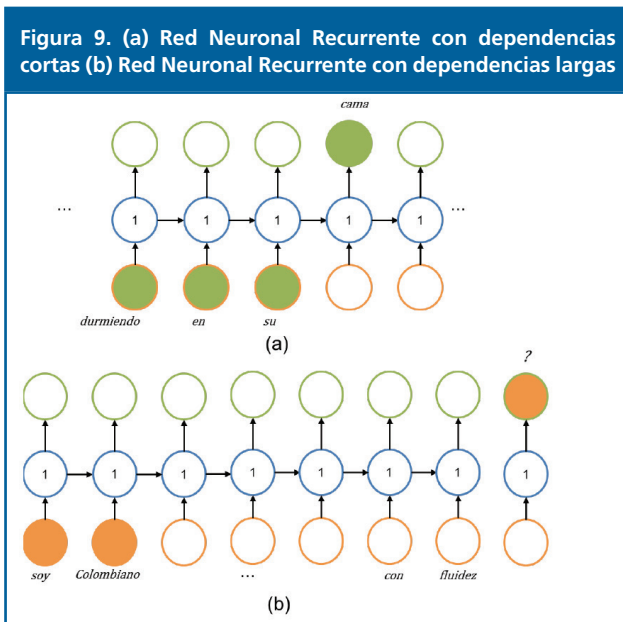 Figura 9. (a) Red Neuronal Recurrente con dependencias
cortas (b) Red Neuronal Recurrente con dependencias largas
cama
... 1 1 1 1 1 ...
durmiendo en su
(a)
?
1 1 1 1 1 1 1 1
soy Colombiano ... con fluidez
(b)